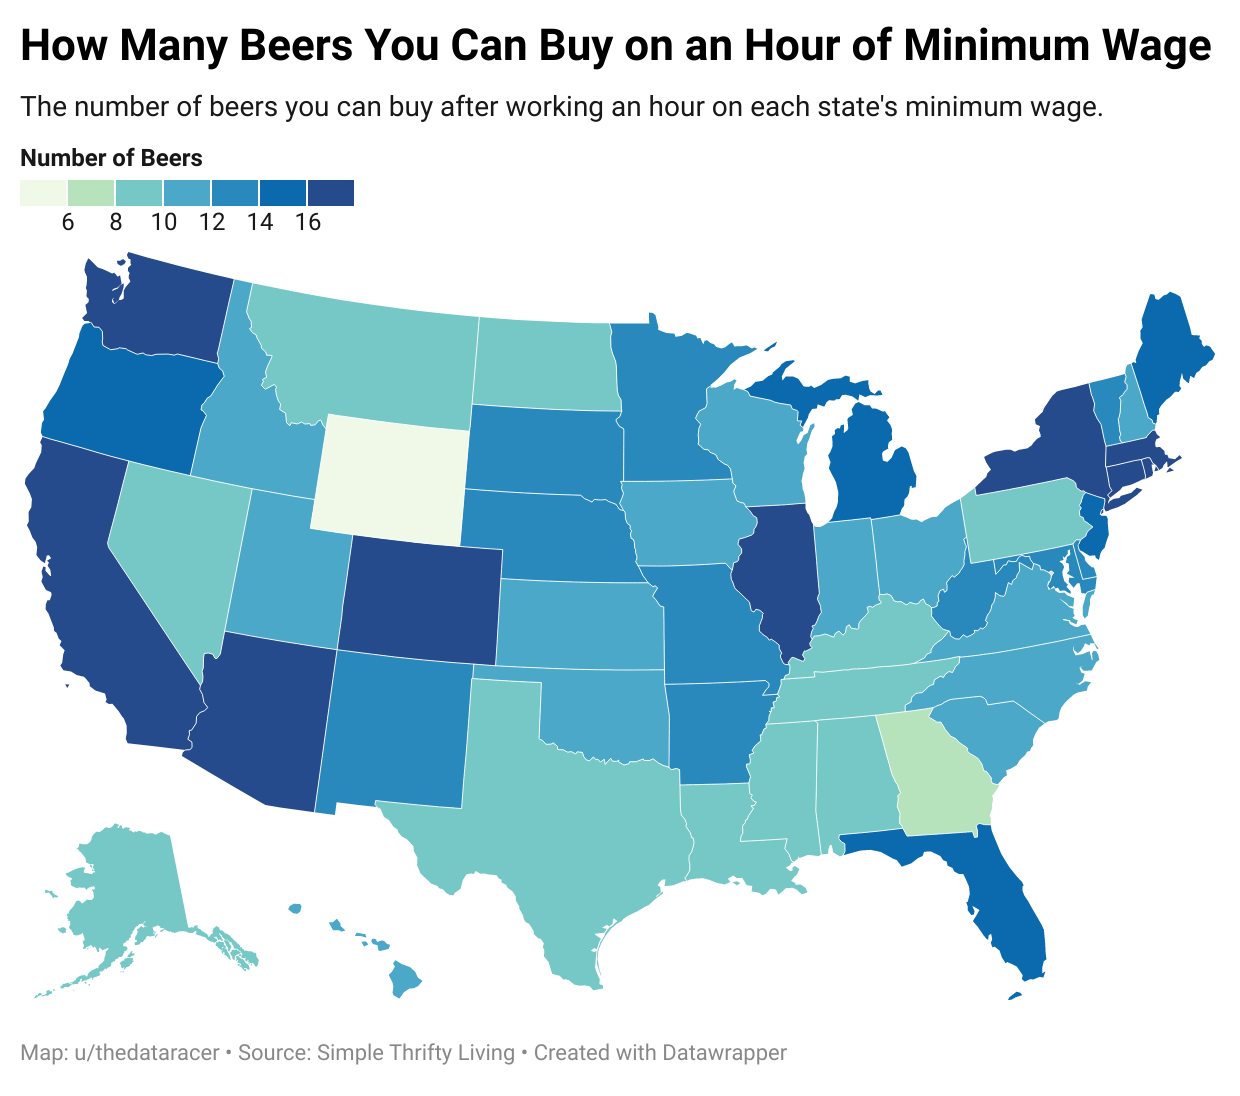 How Many Beers You Can Buy on an Hour of Minimum Wage
The number of beers you can buy after working an hour on each state's minimum wage.
Number of Beers
6 8 10 12 14 16
Map: u/thedataracer • Source: Simple Thrifty Living • Created with Datawrapper